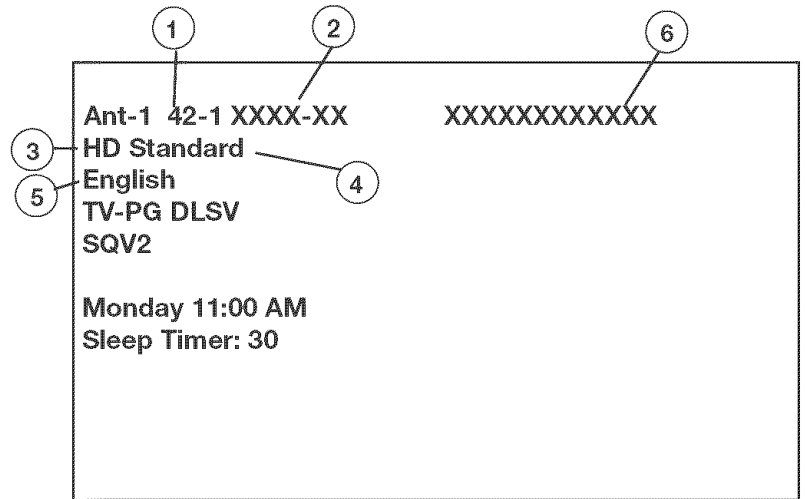 1 2 6
Ant-1 42-1 XXXX-XX XXXXXXXXXXXX
3 HD Standard 4
5 English
TV-PG DLSV
SQV2
Monday 11:00 AM
Sleep Timer: 30